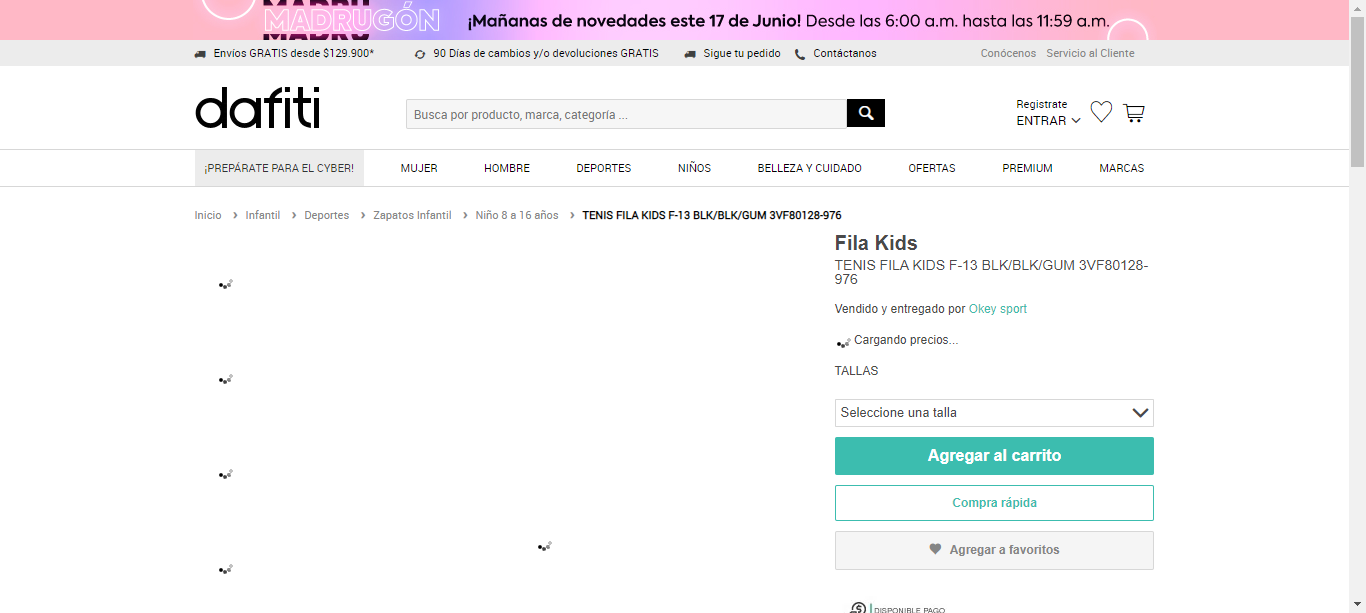 MADRUGÓN
¡Mañanas de novedades este 17 de Junio! Desde las 6:00 a.m. hasta las 11:59 a.m.
Envíos GRATIS desde $129.900* 90 Días de cambios y/o devoluciones GRATIS Sigue tu pedido Contáctanos Conócenos Servicio al Cliente
dafiti
Busca por producto, marca, categoría ...
Registrate
ENTRAR
¡PREPÁRATE PARA EL CYBER! MUJER HOMBRE DEPORTES NIÑOS BELLEZA Y CUIDADO OFERTAS PREMIUM MARCAS
Inicio › Infantil › Deportes › Zapatos Infantil › Niño 8 a 16 años › TENIS FILA KIDS F-13 BLK/BLK/GUM 3VF80128-976
Fila Kids
TENIS FILA KIDS F-13 BLK/BLK/GUM 3VF80128-
976
Vendido y entregado por Okey sport
Cargando precios...
TALLAS
Seleccione una talla
Agregar al carrito
Compra rápida
Agregar a favoritos
DISPONIBLE PAGO